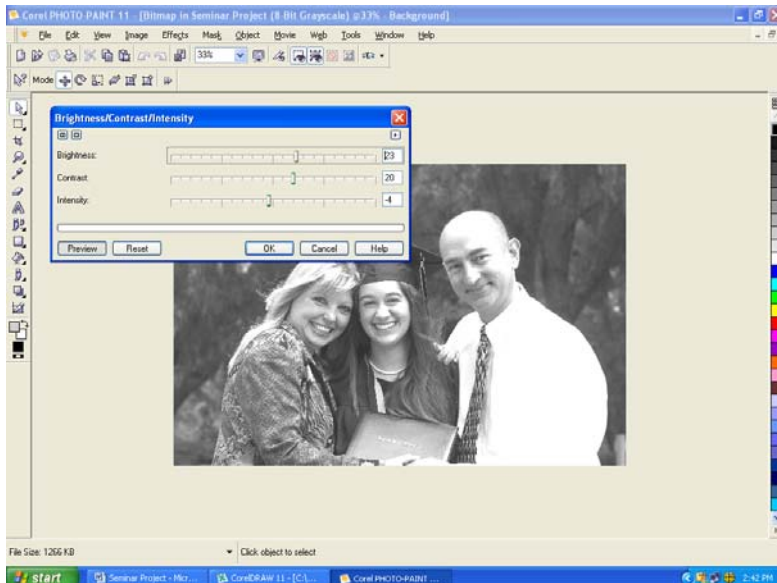 Corel PHOTO-PAINT 11 - [Bitmap in Seminar Project (8-Bit Grayscale) @33% - Background]
File Edit View Image Effects Mask Object Movie Web Tools Window Help
33%
Mode
Brightness/Contrast/Intensity
Brightness: 23
Contrast: 20
Intensity: -4
Preview Reset OK Cancel Help
File Size: 1266 KB Click object to select
start Seminar Project - Micr... CorelDRAW 11 - [C:\... Corel PHOTO-PAINT ... 2:42 PM